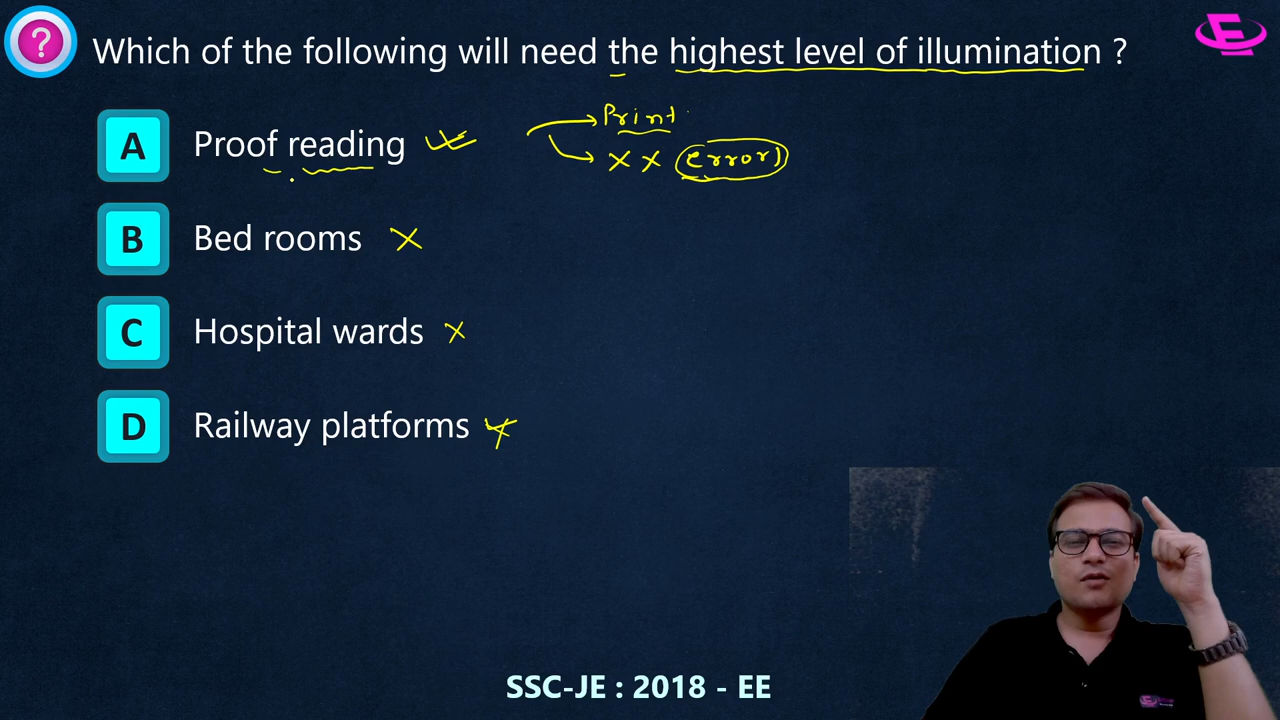 ?
Which of the following will need the highest level of illumination ?
A
Proof reading
Print
x x (error)
B
Bed rooms
x
C
Hospital wards
x
D
Railway platforms
x
SSC-JE : 2018 - EE